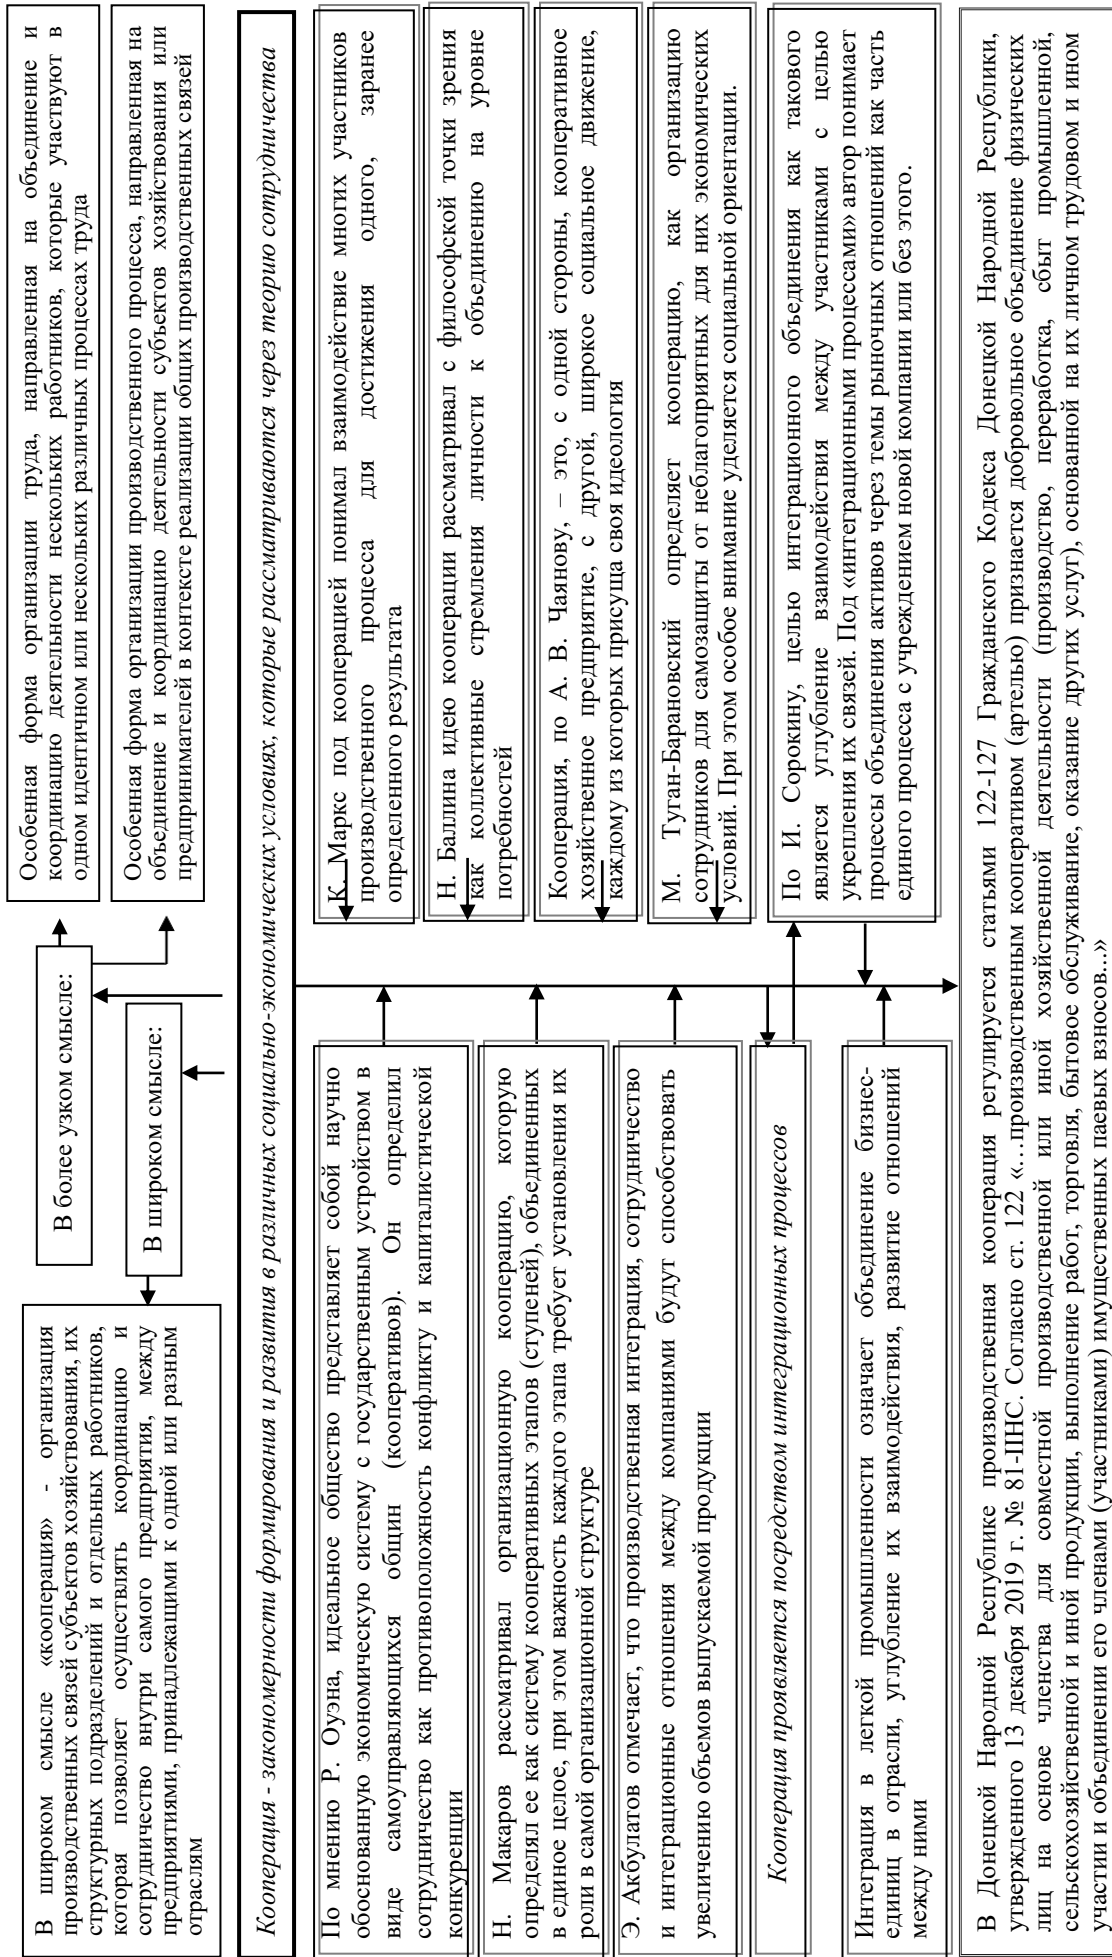 В широком смысле «кооперация» - организация
производственных связей субъектов хозяйствования, их
структурных подразделений и отдельных работников,
которая позволяет осуществлять координацию и
сотрудничество внутри самого предприятия, между
предприятиями, принадлежащими к одной или разным
отраслям
В более узком смысле:
В широком смысле:
Особенная форма организации труда, направленная на объединение и
координацию деятельности нескольких работников, которые участвуют в
одном идентичном или нескольких различных процессах труда
Особенная форма организации производственного процесса, направленная на
объединение и координацию деятельности субъектов хозяйствования или
предпринимателей в контексте реализации общих производственных связей
Кооперация - закономерности формирования и развития в различных социально-экономических условиях, которые рассматриваются через теорию сотрудничества
По мнению Р. Оуэна, идеальное общество представляет собой научно
обоснованную экономическую систему с государственным устройством в
виде самоуправляющихся общин (кооперативов). Он определил
сотрудничество как противоположность конфликту и капиталистической
конкуренции
Н. Макаров рассматривал организационную кооперацию, которую
определял ее как систему кооперативных этапов (ступеней), объединенных
в единое целое, при этом важность каждого этапа требует установления их
роли в самой организационной структуре
Э. Акбулатов отмечает, что производственная интеграция, сотрудничество
и интеграционные отношения между компаниями будут способствовать
увеличению объемов выпускаемой продукции
Кооперация проявляется посредством интеграционных процессов
Интеграция в легкой промышленности означает объединение бизнес-
единиц в отрасли, углубление их взаимодействия, развитие отношений
между ними
К. Маркс под кооперацией понимал взаимодействие многих участников
производственного процесса для достижения одного, заранее
определенного результата
Н. Баллина идею кооперации рассматривал с философской точки зрения
как коллективные стремления личности к объединению на уровне
потребностей
Кооперация, по А. В. Чаянову, – это, с одной стороны, кооперативное
хозяйственное предприятие, с другой, широкое социальное движение,
каждому из которых присуща своя идеология
М. Туган-Барановский определяет кооперацию, как организацию
сотрудников для самозащиты от неблагоприятных для них экономических
условий. При этом особое внимание уделяется социальной ориентации.
По И. Сорокину, целью интеграционного объединения как такового
является углубление взаимодействия между участниками с целью
укрепления их связей. Под «интеграционными процессами» автор понимает
процессы объединения активов через темы рыночных отношений как часть
единого процесса с учреждением новой компании или без этого.
В Донецкой Народной Республике производственная кооперация регулируется статьями 122-127 Гражданского Кодекса Донецкой Народной Республики,
утвержденного 13 декабря 2019 г. № 81-IIНС. Согласно ст. 122 «…производственным кооперативом (артелью) признается добровольное объединение физический
лиц на основе членства для совместной производственной или иной хозяйственной деятельности (производство, переработка, сбыт промышленной,
сельскохозяйственной и иной продукции, выполнение работ, торговля, бытовое обслуживание, оказание других услуг), основанной на их личном трудовом и ином
участии и объединении его членами (участниками) имущественных паевых взносов...»